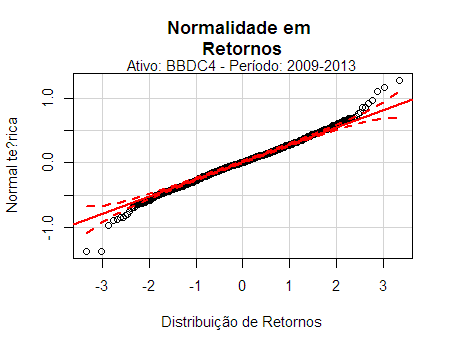 Normalidade em
Retornos
Ativo: BBDC4 - Período: 2009-2013
Normal te?rica
1.0
0.0
-1.0
-3 -2 -1 0 1 2 3
Distribuição de Retornos